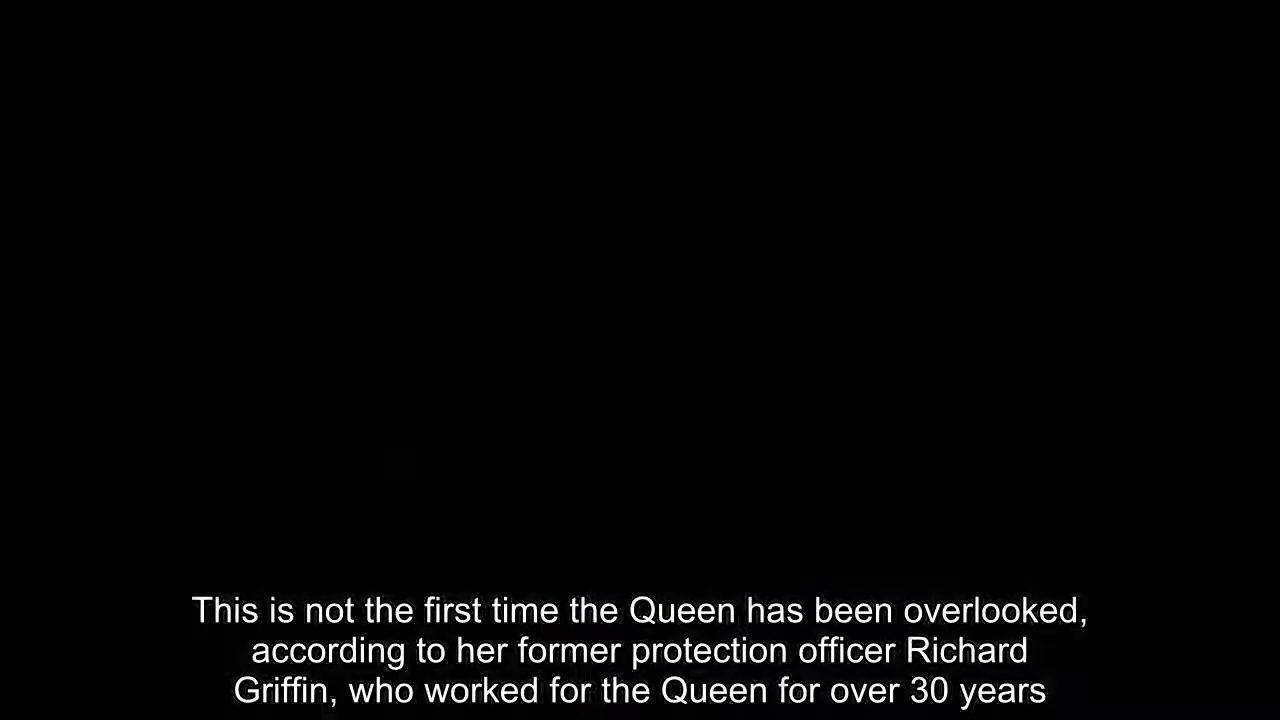 This is not the first time the Queen has been overlooked,
according to her former protection officer Richard
Griffin, who worked for the Queen for over 30 years